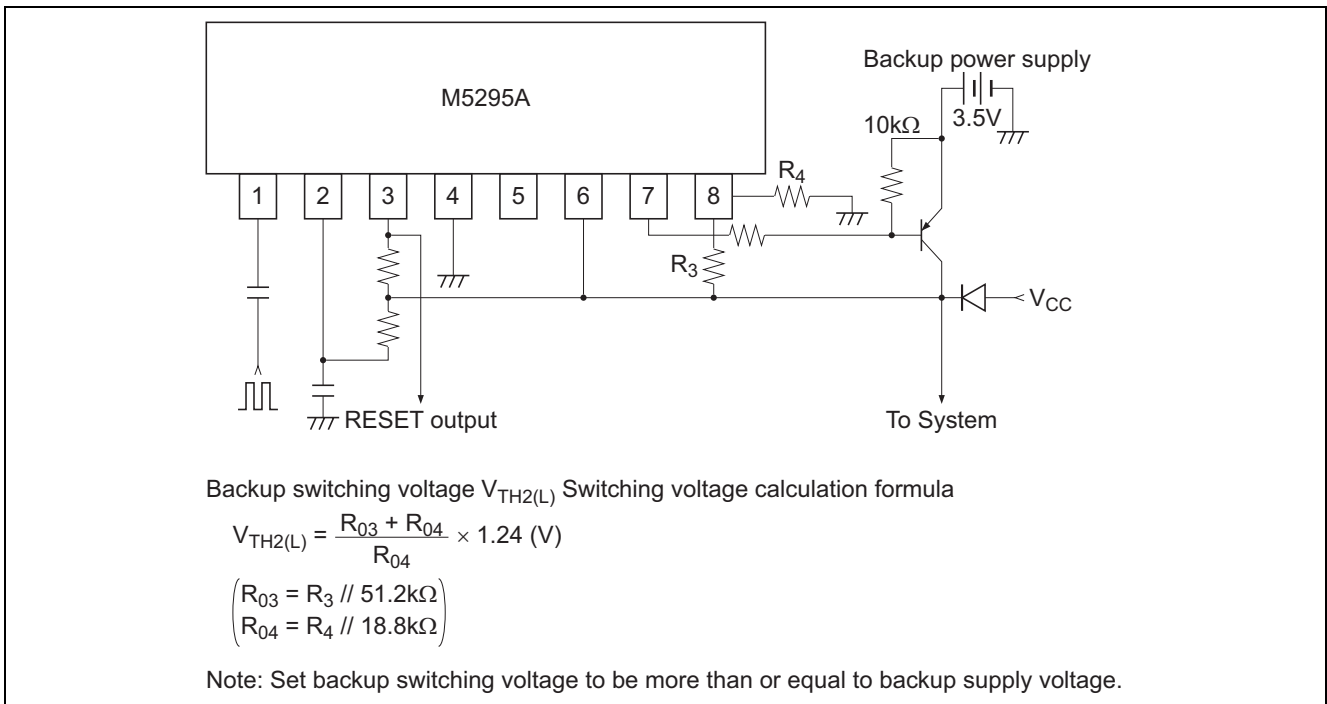 M5295A
Backup power supply
3.5V
10kΩ
R4
1 2 3 4 5 6 7 8
R3
VCC
RESET output
To System
Backup switching voltage VTH2(L) Switching voltage calculation formula
VTH2(L) = R03 + R04 / R04 × 1.24 (V)
(R03 = R3 // 51.2kΩ
R04 = R4 // 18.8kΩ)
Note: Set backup switching voltage to be more than or equal to backup supply voltage.